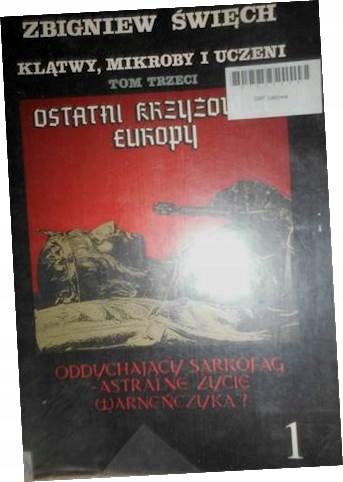 ZBIGNIEW ŚWIĘCH
KLĄTWY, MIKROBY I UCZENI
TOM TRZECI
OSTATNI
EUROPY
ODDYCHAJĄCY SARKOFAG
ASTRALNE ŻYCIE
WARNEŃCZYKA?
1